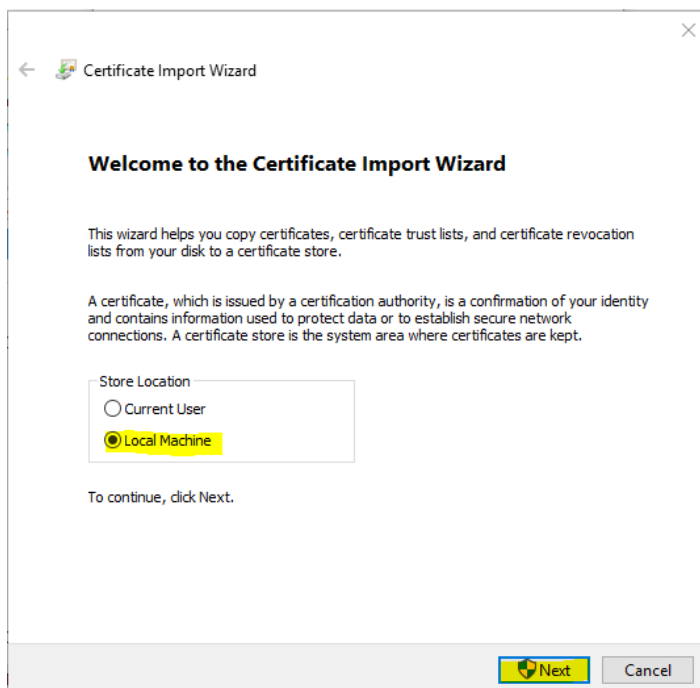 Certificate Import Wizard
Welcome to the Certificate Import Wizard
This wizard helps you copy certificates, certificate trust lists, and certificate revocation
lists from your disk to a certificate store.
A certificate, which is issued by a certification authority, is a confirmation of your identity
and contains information used to protect data or to establish secure network
connections. A certificate store is the system area where certificates are kept.
Store Location
Current User
Local Machine
To continue, click Next.
Next Cancel